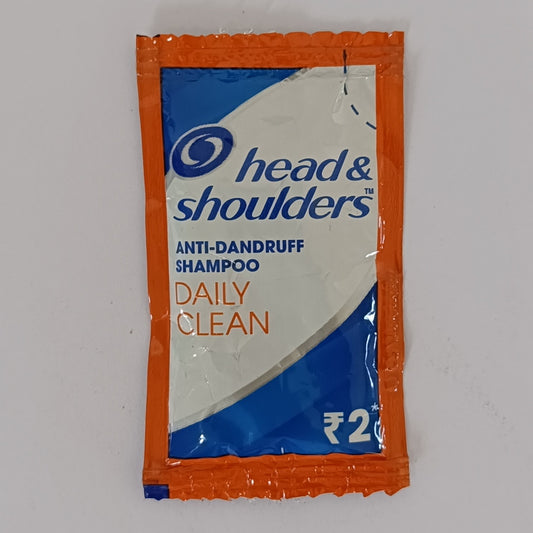 head &
shoulders™
ANTI-DANDRUFF
SHAMPOO
DAILY
CLEAN
₹2*